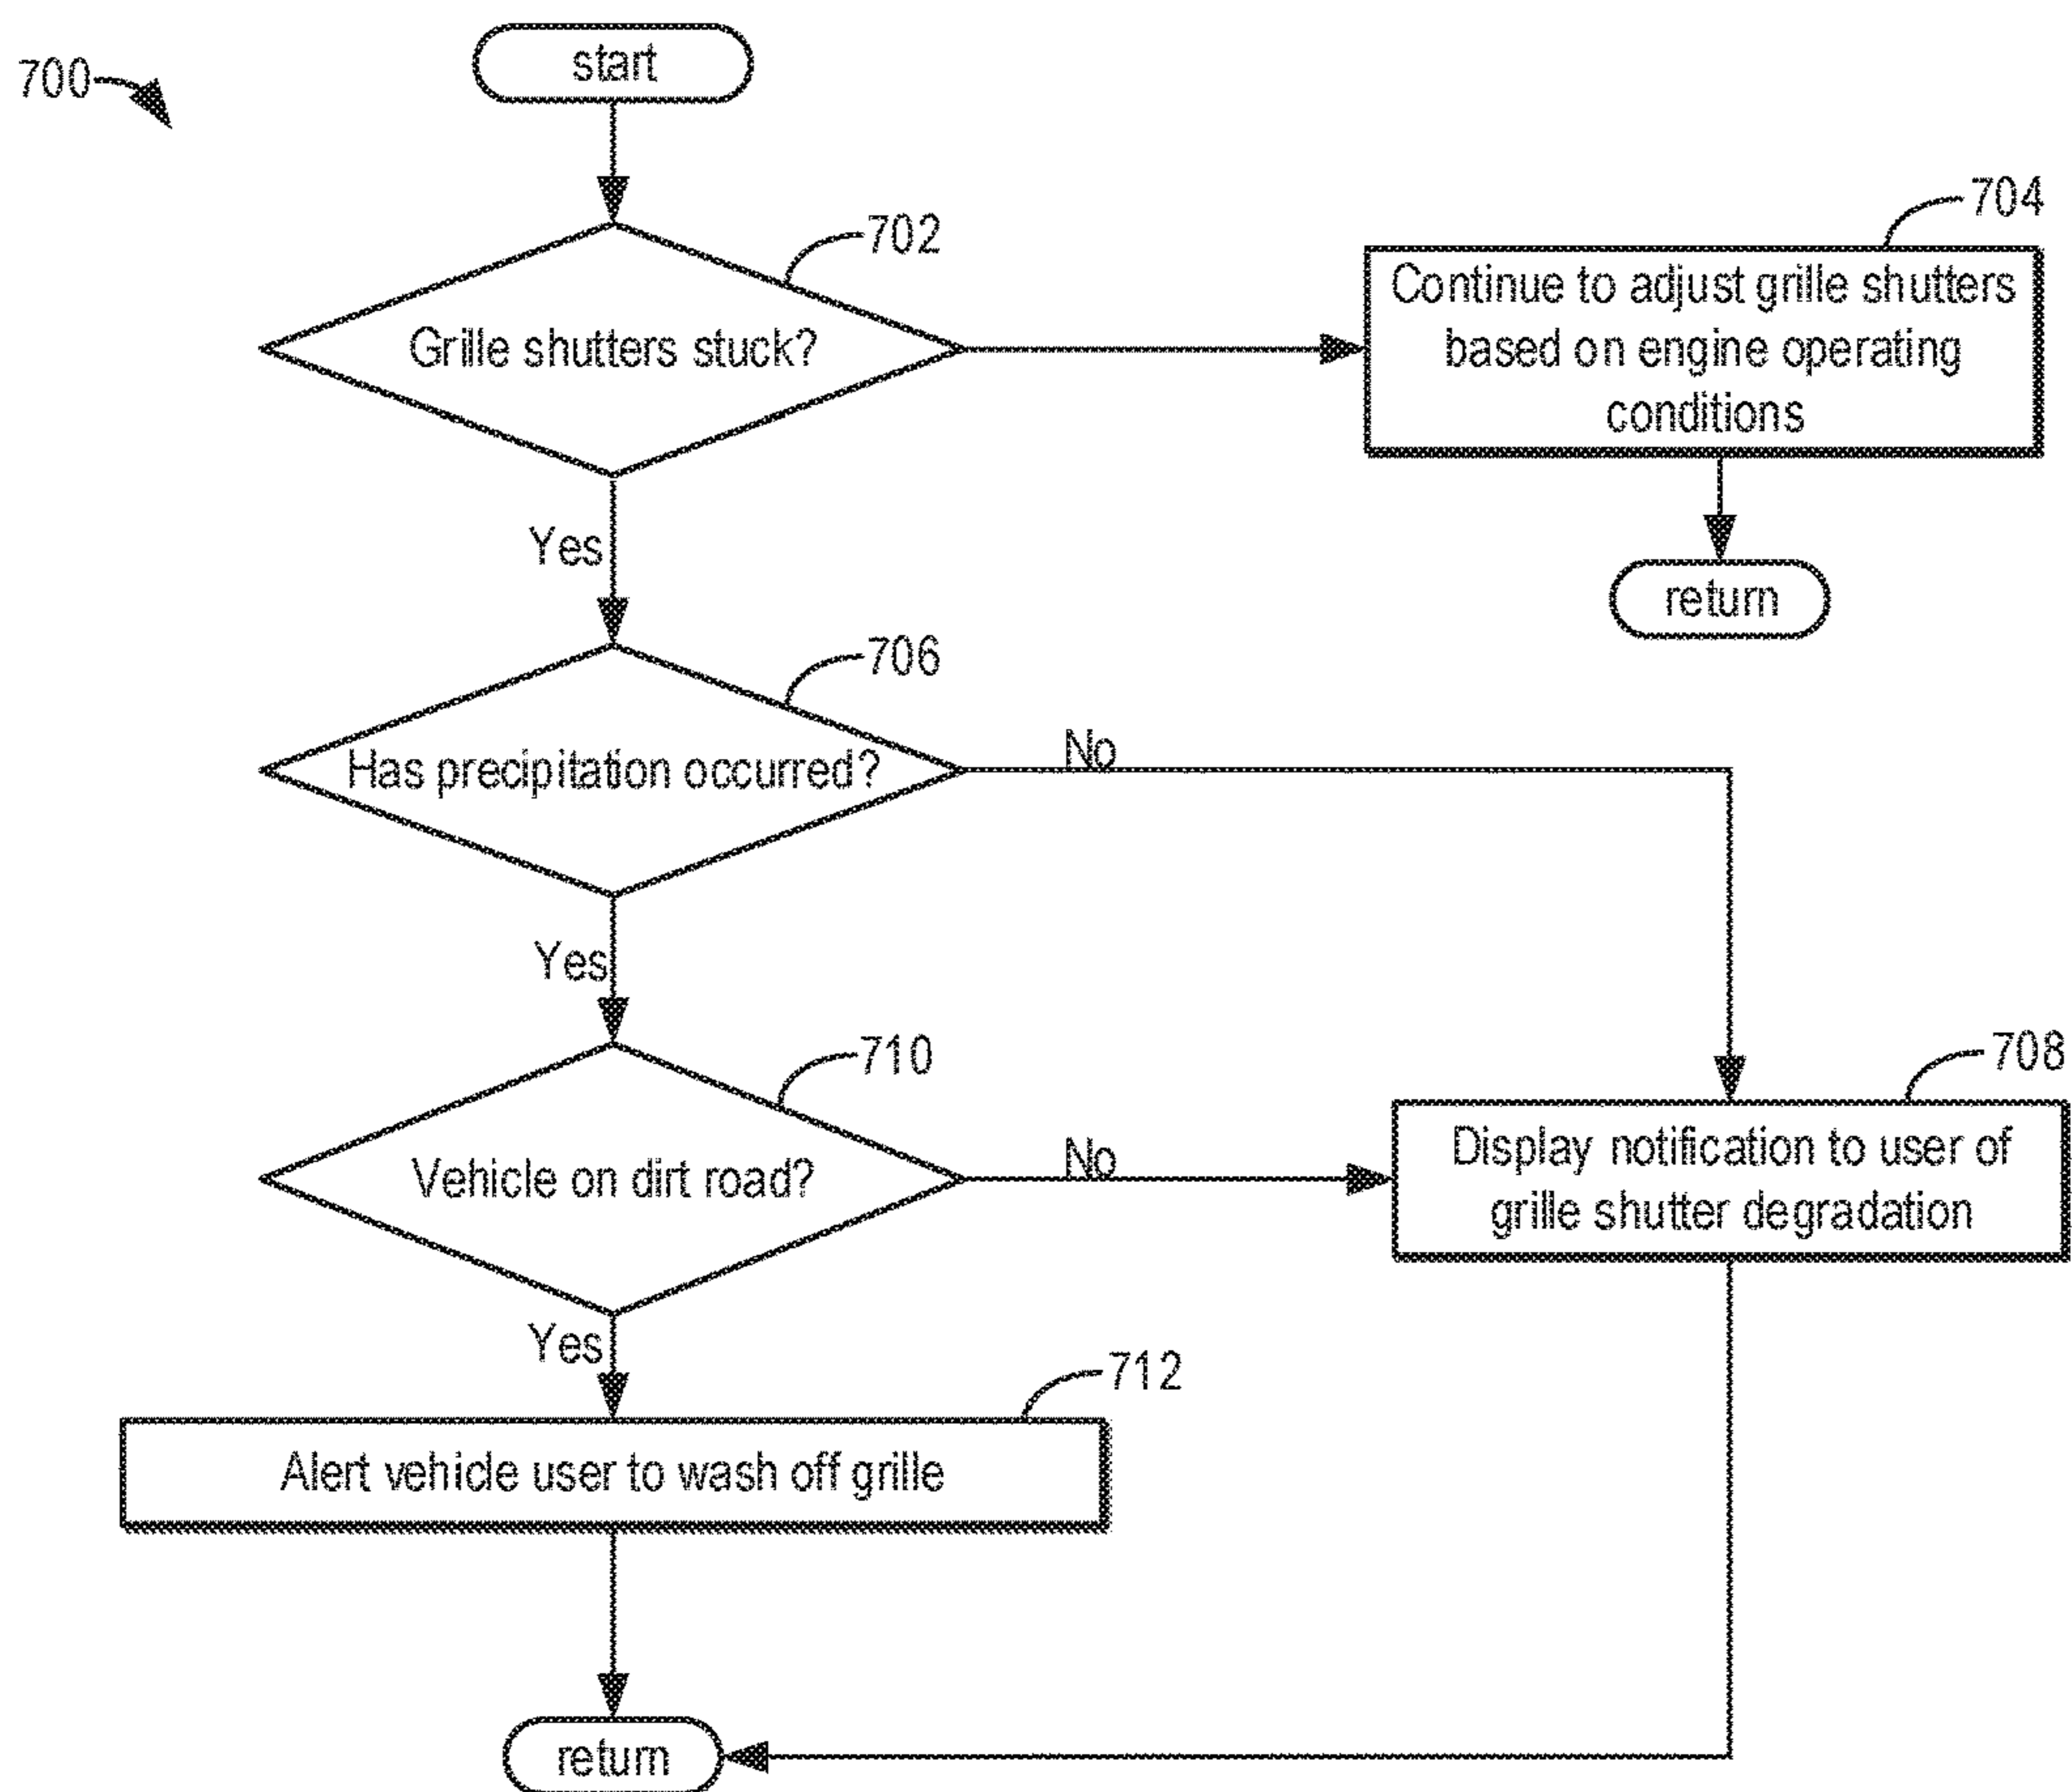 700
start
702
Grille shutters stuck?
704
Continue to adjust grille shutters
based on engine operating
conditions
return
Yes
706
Has precipitation occurred?
No
Yes
710
Vehicle on dirt road?
No
708
Display notification to user of
grille shutter degradation
Yes
712
Alert vehicle user to wash off grille
return